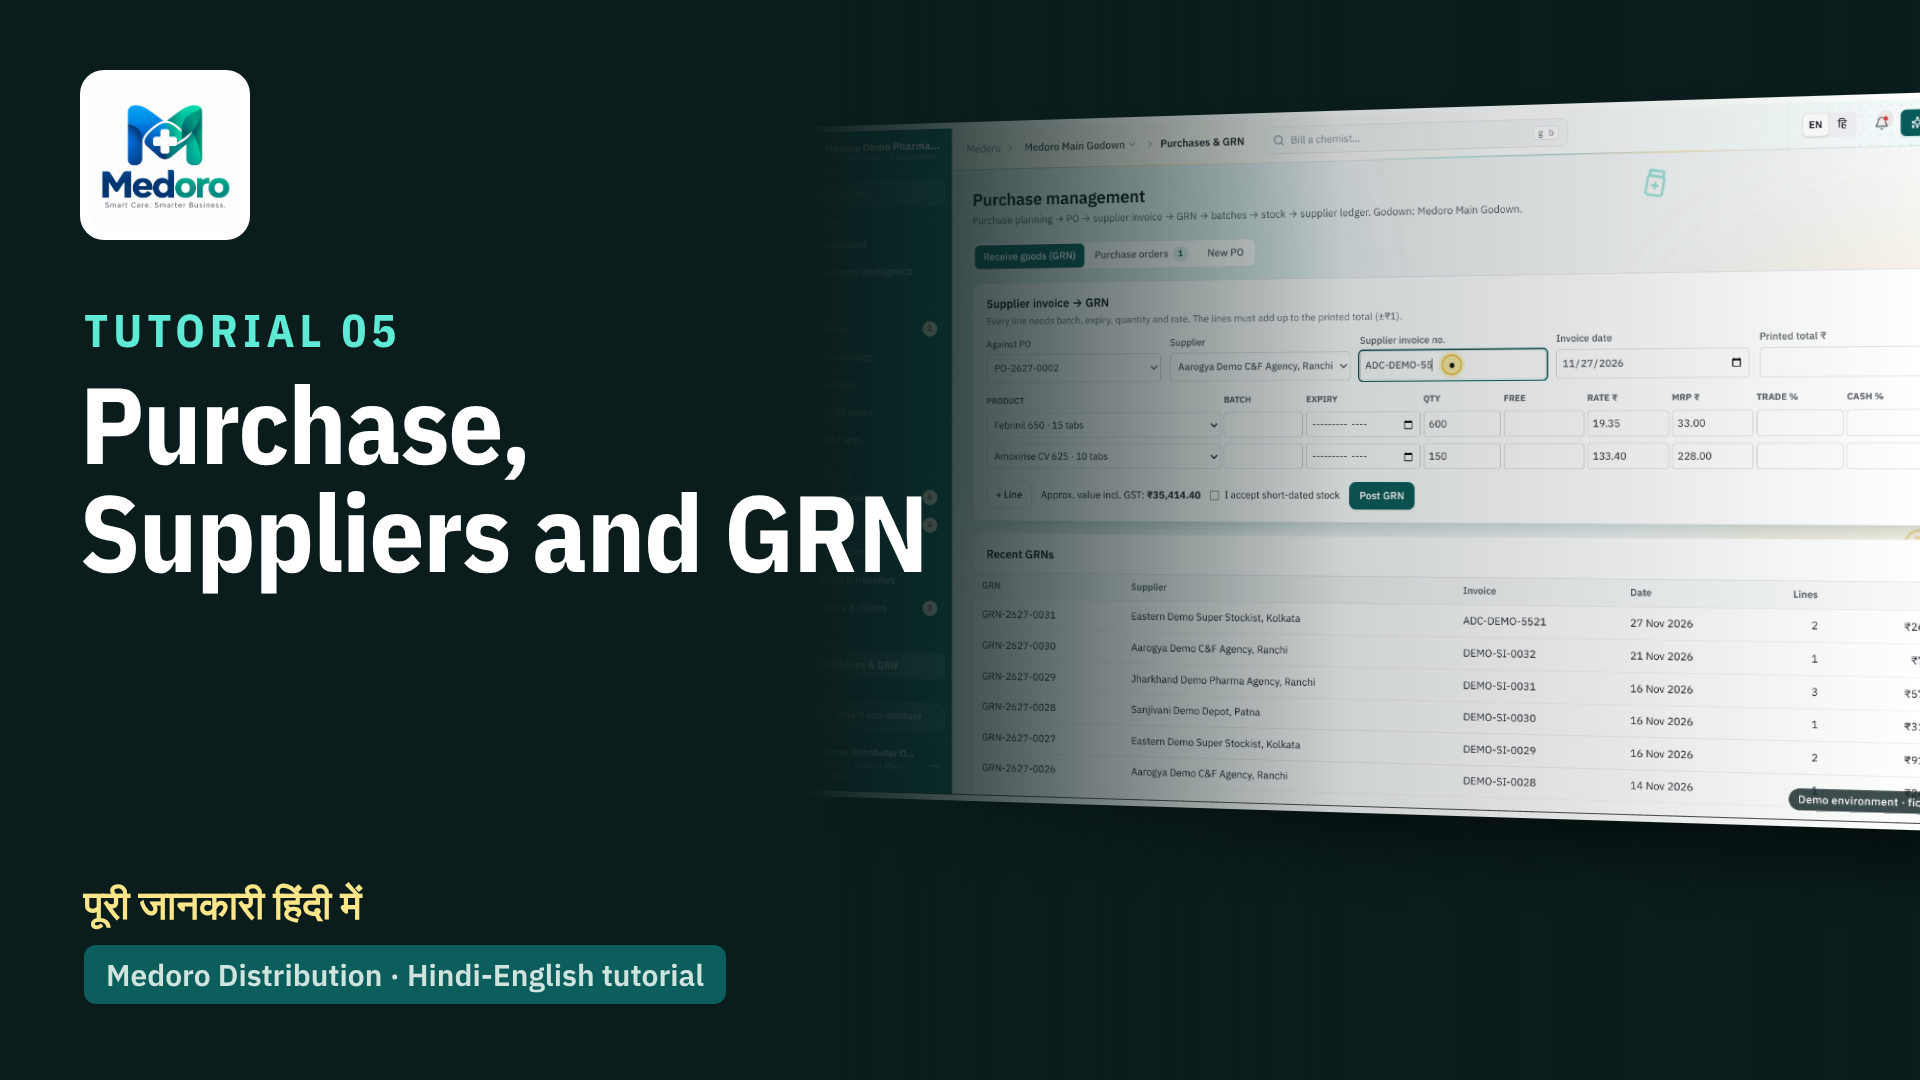 Medoro
Smart Care. Smarter Business.
TUTORIAL 05
Purchase,
Suppliers and GRN
पूरी जानकारी हिंदी में
Medoro Distribution · Hindi-English tutorial
Medoro Demo Pharma...
Medoro › Medoro Main Godown › Purchases & GRN
Bill a chemist... g b
EN हि
Purchase management
Purchase planning → PO → supplier invoice → GRN → batches → stock → supplier ledger. Godown: Medoro Main Godown.
Receive goods (GRN) Purchase orders 1 New PO
Supplier invoice → GRN
Every line needs batch, expiry, quantity and rate. The lines must add up to the printed total (±₹1).
Against PO Supplier Supplier invoice no. Invoice date Printed total ₹
PO-2627-0002 Aarogya Demo C&F Agency, Ranchi ADC-DEMO-55 11/27/2026
PRODUCT BATCH EXPIRY QTY FREE RATE ₹ MRP ₹ TRADE % CASH %
Febrinil 650 · 15 tabs --------- ---- 600 19.35 33.00
Amoxirise CV 625 · 10 tabs --------- ---- 150 133.40 228.00
+ Line Approx. value incl. GST: ₹35,414.40 I accept short-dated stock Post GRN
Recent GRNs
GRN Supplier Invoice Date Lines
GRN-2627-0031 Eastern Demo Super Stockist, Kolkata ADC-DEMO-5521 27 Nov 2026 2
GRN-2627-0030 Aarogya Demo C&F Agency, Ranchi DEMO-SI-0032 21 Nov 2026 1
GRN-2627-0029 Jharkhand Demo Pharma Agency, Ranchi DEMO-SI-0031 16 Nov 2026 3
GRN-2627-0028 Sanjivani Demo Depot, Patna DEMO-SI-0030 16 Nov 2026 1
GRN-2627-0027 Eastern Demo Super Stockist, Kolkata DEMO-SI-0029 16 Nov 2026 2
GRN-2627-0026 Aarogya Demo C&F Agency, Ranchi DEMO-SI-0028 14 Nov 2026
Purchases & GRN
Demo Distributor O...
Demo environment ·